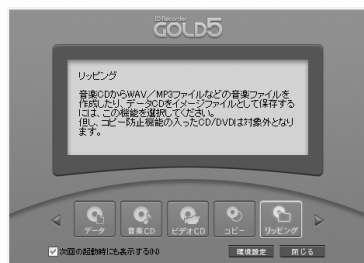 CD Recorder
GOLD5
リッピング
音楽CDからWAV／MP3ファイルなどの音楽ファイルを
作成したり、データCDをイメージファイルとして保存する
には、この機能を選択してください。
但し、コピー防止機能の入ったCD/DVDは対象外となり
ます。
データ 音楽CD ビデオCD コピー リッピング
次回の起動時にも表示する(N) 環境設定 閉じる